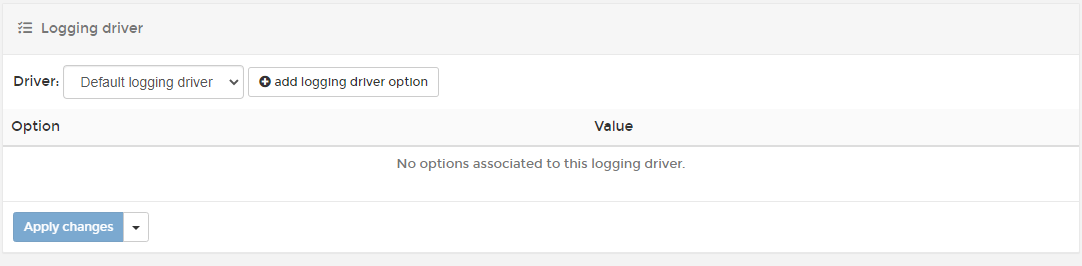 Logging driver
Driver: Default logging driver add logging driver option
Option Value
No options associated to this logging driver.
Apply changes